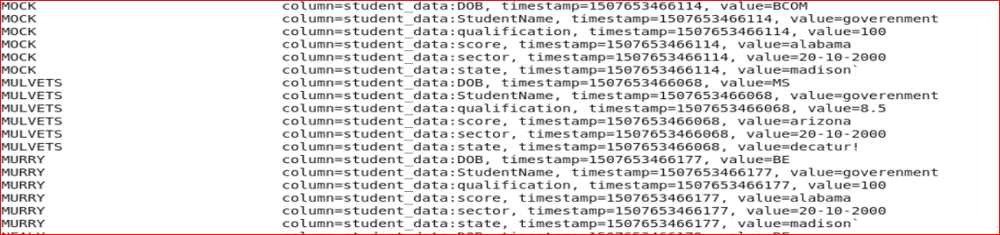 MOCK column=student_data:DOB, timestamp=1507653466114, value=BCOM
MOCK column=student_data:StudentName, timestamp=1507653466114, value=goverenment
MOCK column=student_data:qualification, timestamp=1507653466114, value=100
MOCK column=student_data:score, timestamp=1507653466114, value=alabama
MOCK column=student_data:sector, timestamp=1507653466114, value=20-10-2000
MOCK column=student_data:state, timestamp=1507653466114, value=madison`
MULVETS column=student_data:DOB, timestamp=1507653466068, value=MS
MULVETS column=student_data:StudentName, timestamp=1507653466068, value=goverenment
MULVETS column=student_data:qualification, timestamp=1507653466068, value=8.5
MULVETS column=student_data:score, timestamp=1507653466068, value=arizona
MULVETS column=student_data:sector, timestamp=1507653466068, value=20-10-2000
MULVETS column=student_data:state, timestamp=1507653466068, value=decatur!
MURRY column=student_data:DOB, timestamp=1507653466177, value=BE
MURRY column=student_data:StudentName, timestamp=1507653466177, value=goverenment
MURRY column=student_data:qualification, timestamp=1507653466177, value=100
MURRY column=student_data:score, timestamp=1507653466177, value=alabama
MURRY column=student_data:sector, timestamp=1507653466177, value=20-10-2000
MURRY column=student_data:state, timestamp=1507653466177, value=madison`